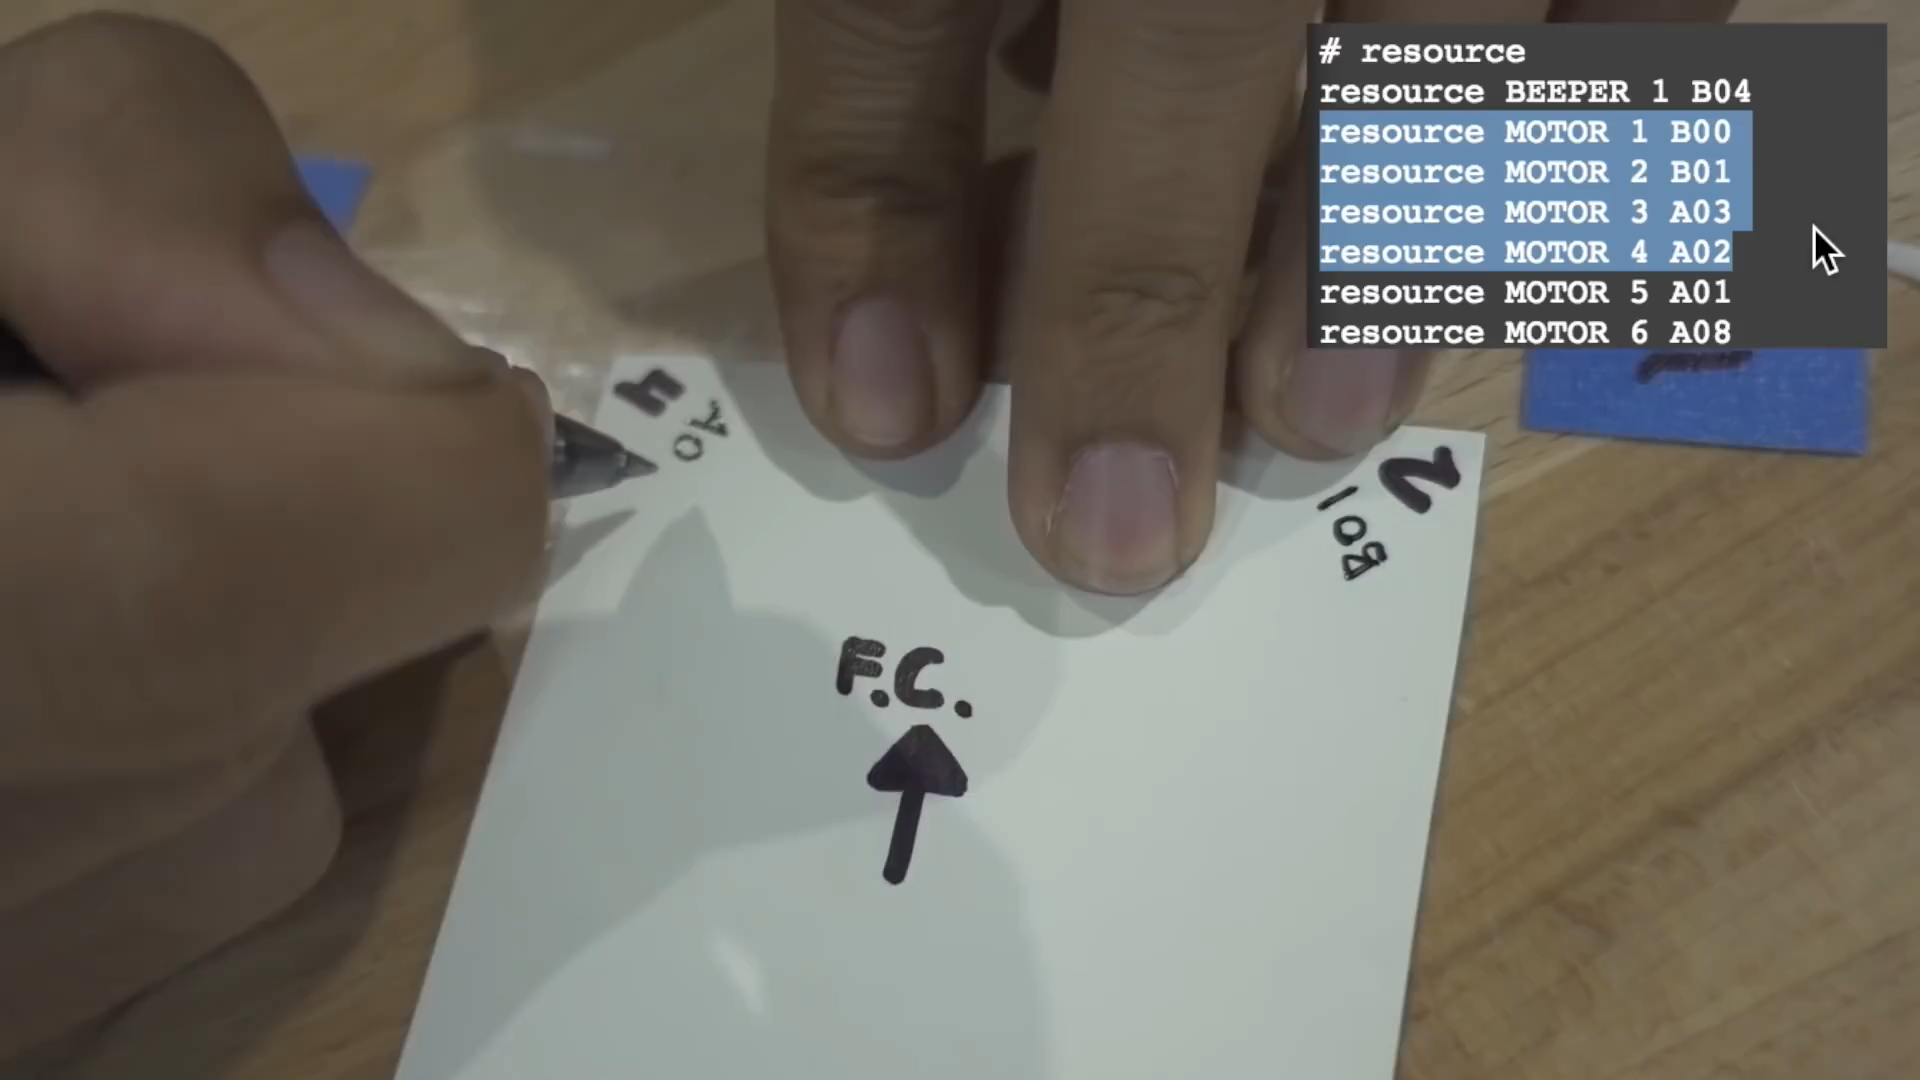 # resource
resource BEEPER 1 B04
resource MOTOR 1 B00
resource MOTOR 2 B01
resource MOTOR 3 A03
resource MOTOR 4 A02
resource MOTOR 5 A01
resource MOTOR 6 A08
4
A0
2
B01
F.C.